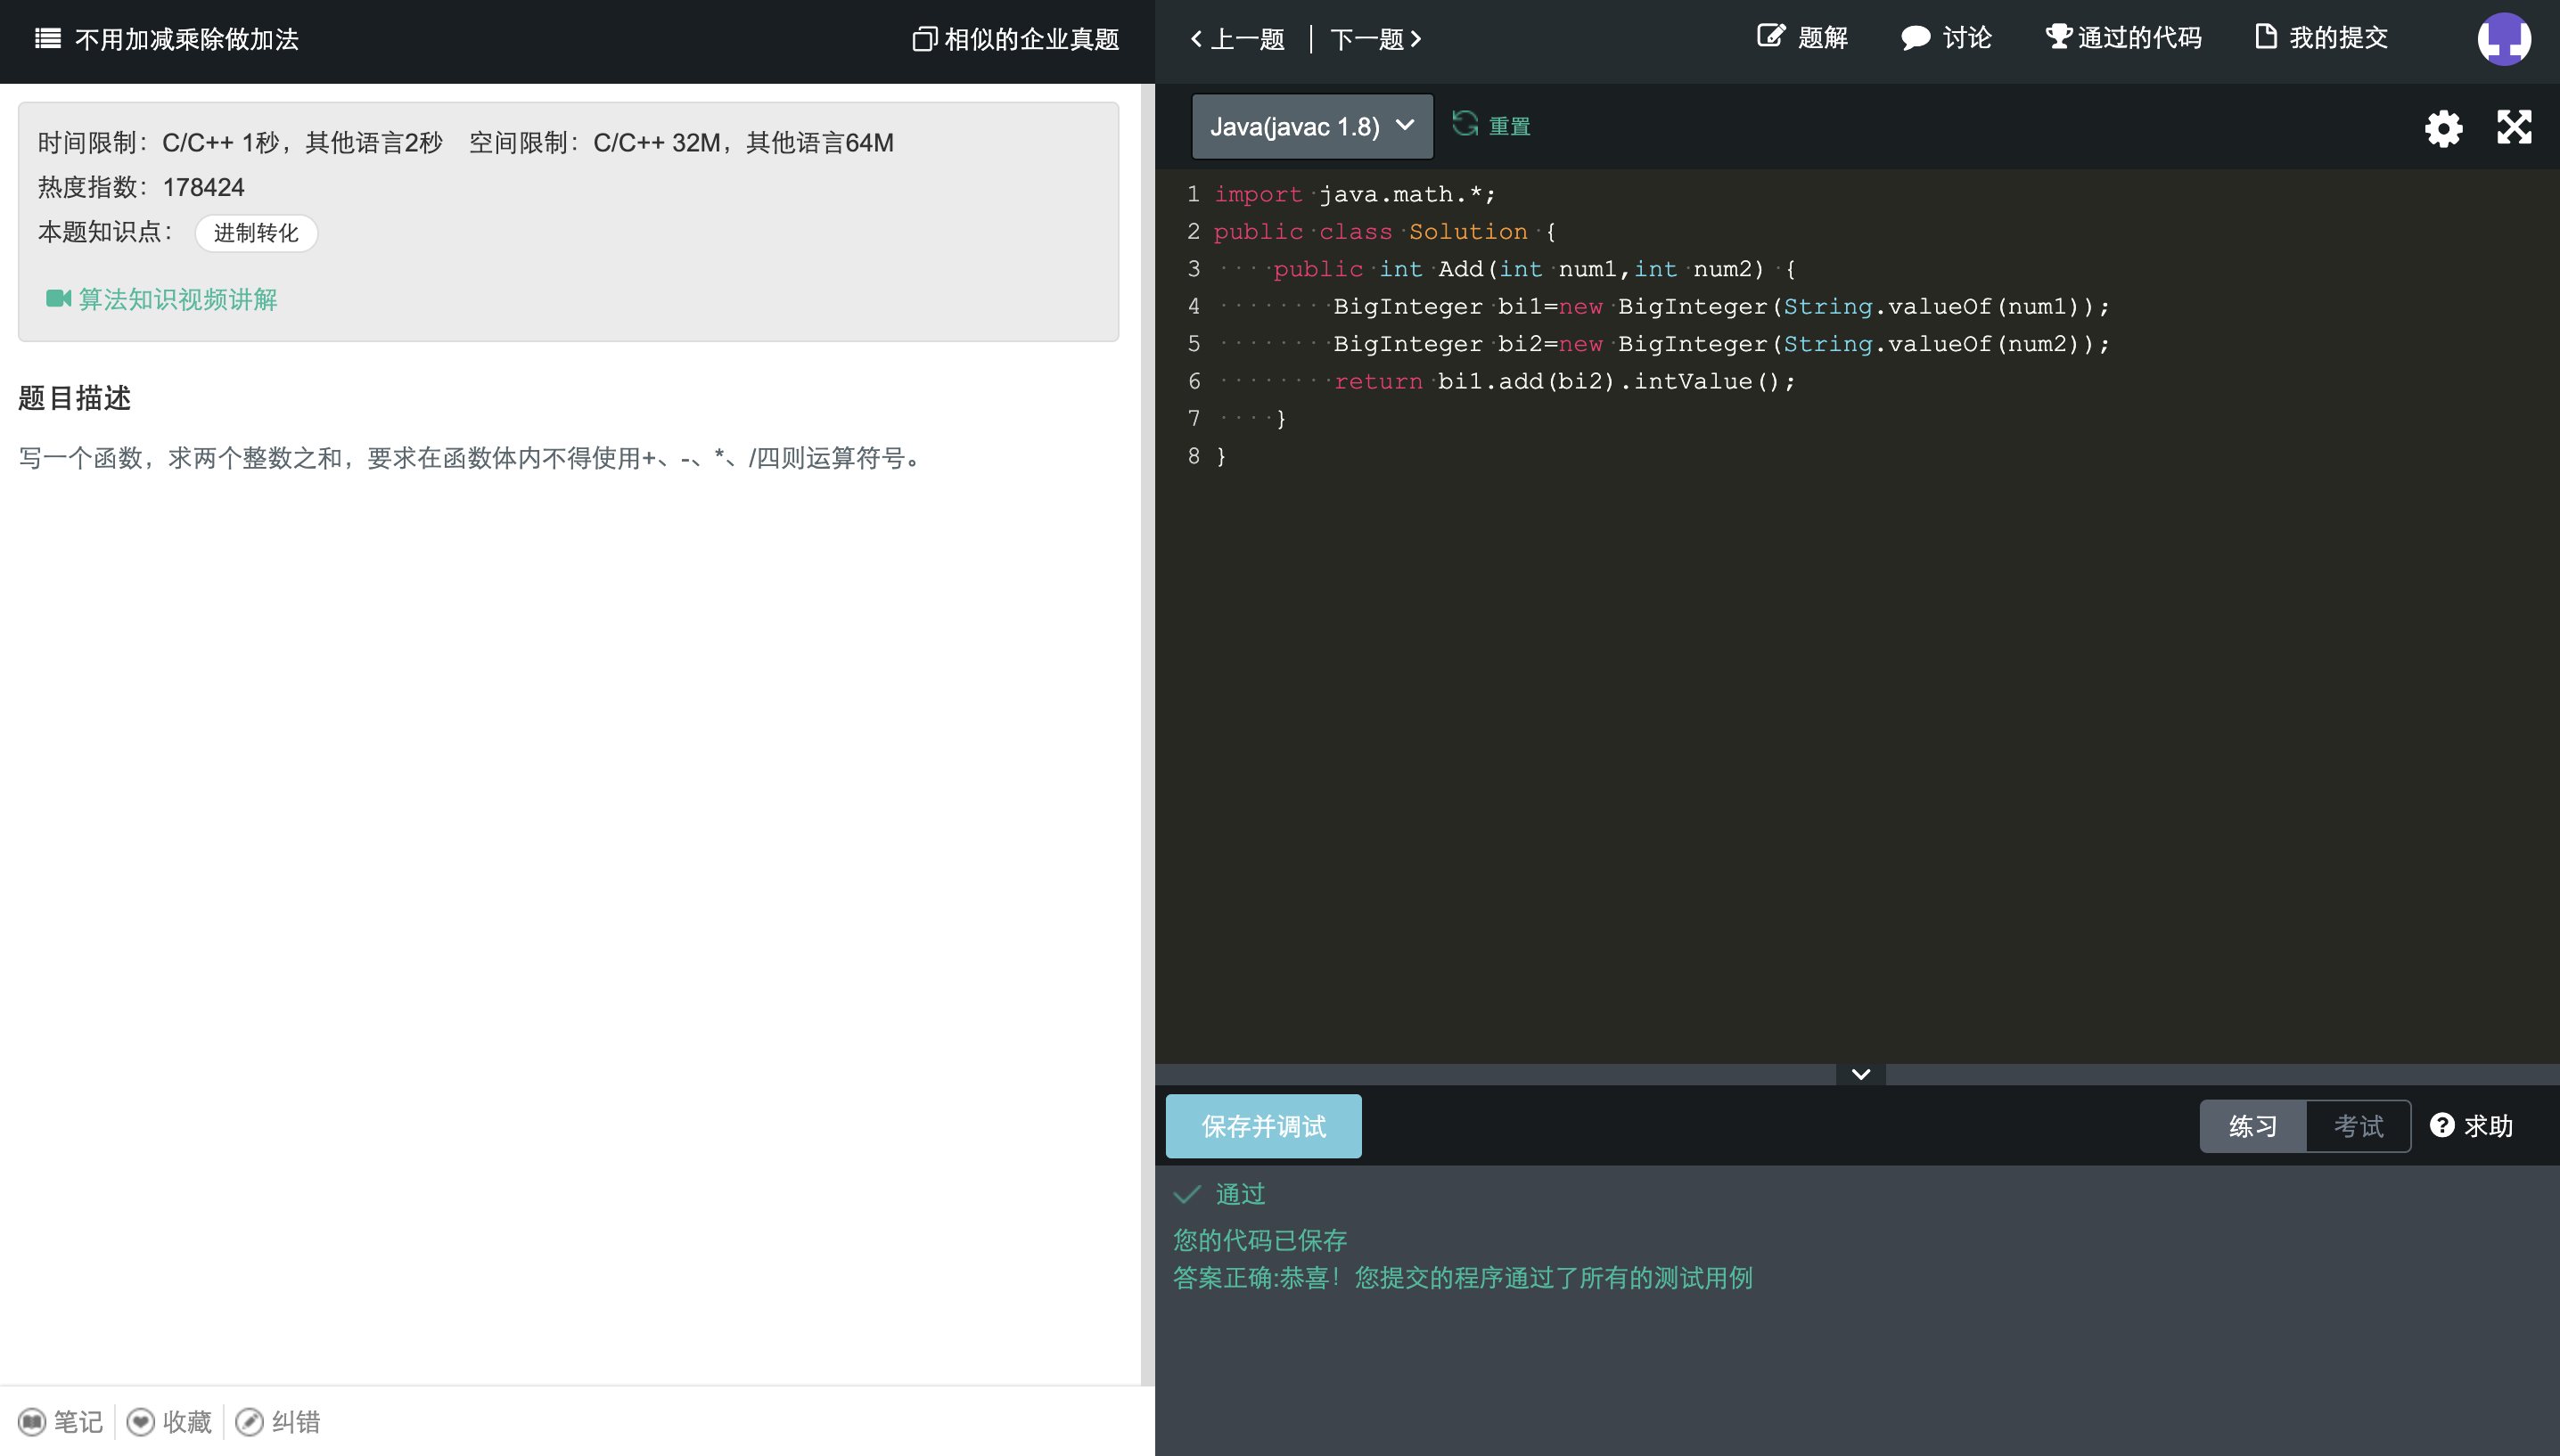 不用加减乘除做加法
相似的企业真题
上一题 下一题
题解 讨论 通过的代码 我的提交
时间限制：C/C++ 1秒，其他语言2秒 空间限制：C/C++ 32M，其他语言64M
热度指数：178424
本题知识点： 进制转化
算法知识视频讲解
题目描述
写一个函数，求两个整数之和，要求在函数体内不得使用+、-、*、/四则运算符号。
笔记 收藏 纠错
Java(javac 1.8) 重置
1 import java.math.*;
2 public class Solution {
3     public int Add(int num1,int num2) {
4         BigInteger bi1=new BigInteger(String.valueOf(num1));
5         BigInteger bi2=new BigInteger(String.valueOf(num2));
6         return bi1.add(bi2).intValue();
7     }
8 }
保存并调试 练习 考试 求助
通过
您的代码已保存
答案正确:恭喜！您提交的程序通过了所有的测试用例